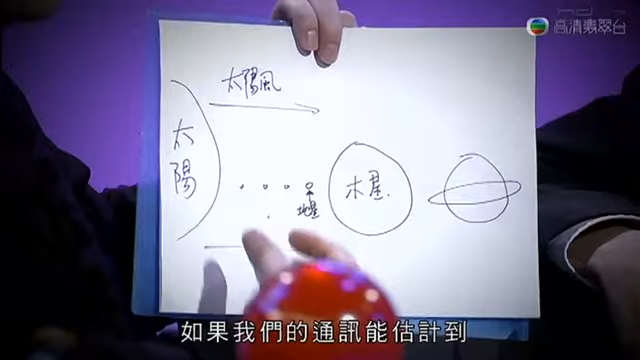 高清翡翠台
太陽風
太陽
木星
地星
如果我們的通訊能估計到